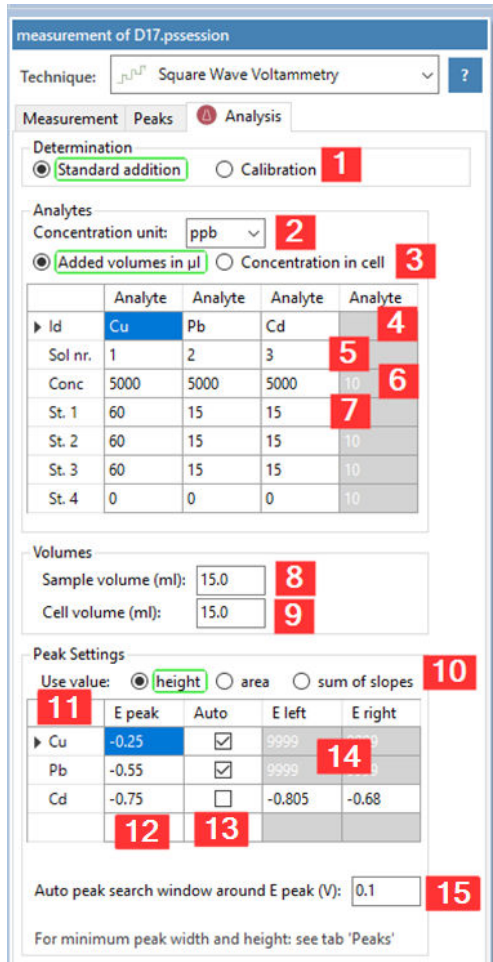 measurement of D17.pssession
Technique: Square Wave Voltammetry ?
Measurement Peaks Analysis
Determination
Standard addition Calibration 1
Analytes
Concentration unit: ppb 2
Added volumes in µl Concentration in cell 3
Analyte Analyte Analyte Analyte
Id Cu Pb Cd 4
Sol nr. 1 2 3 5
Conc 5000 5000 5000 10 6
St. 1 60 15 15 7
St. 2 60 15 15 10
St. 3 60 15 15 10
St. 4 0 0 0 10
Volumes
Sample volume (ml): 15.0 8
Cell volume (ml): 15.0 9
Peak Settings
Use value: height area sum of slopes 10
11 E peak Auto E left E right
Cu -0.25 9999 9999
Pb -0.55 9999 14
Cd -0.75 -0.805 -0.68
12 13
Auto peak search window around E peak (V): 0.1 15
For minimum peak width and height: see tab 'Peaks'